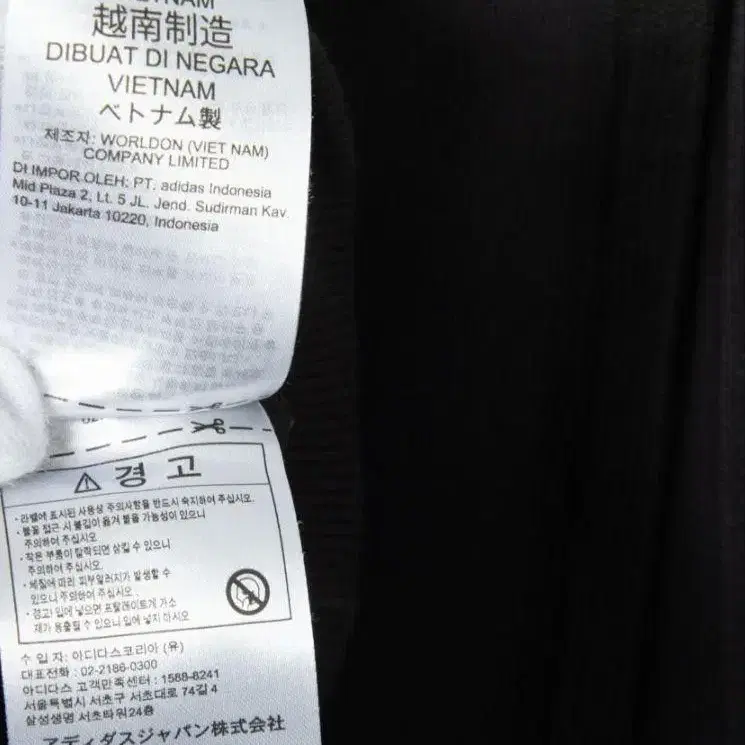 VIETNAM
越南制造
DIBUAT DI NEGARA
VIETNAM
ベトナム製
제조자: WORLDON (VIET NAM)
COMPANY LIMITED
DI IMPOR OLEH: PT. adidas Indonesia
Mid Plaza 2, Lt. 5 JL. Jend. Sudirman Kav.
10-11 Jakarta 10220, Indonesia
경 고
· 라벨에 표시된 사용상 주의사항을 반드시 숙지하여 주십시오.
· 불꽃 접근 시 불길이 옮겨 붙을 가능성이 있으니
주의하여 주십시오
· 작은 부품이 탈락되면 삼킬 수 있으니
주의하여 주십시오.
· 체질에 따라 피부알러지가 발생할 수
있으니 주의하여 주십시오.
· 경고! 입에 넣으면 프탈레이트계 가소
제가 용출될 수 있으니 입에 넣지 마시오
수 입 자: 아디다스코리아 (유)
대표전화 : 02-2186-0300
아디다스 고객만족센터 : 1588-8241
서울특별시 서초구 서초대로 74길 4
삼성생명 서초타워24층
アディダスジャパン株式会社